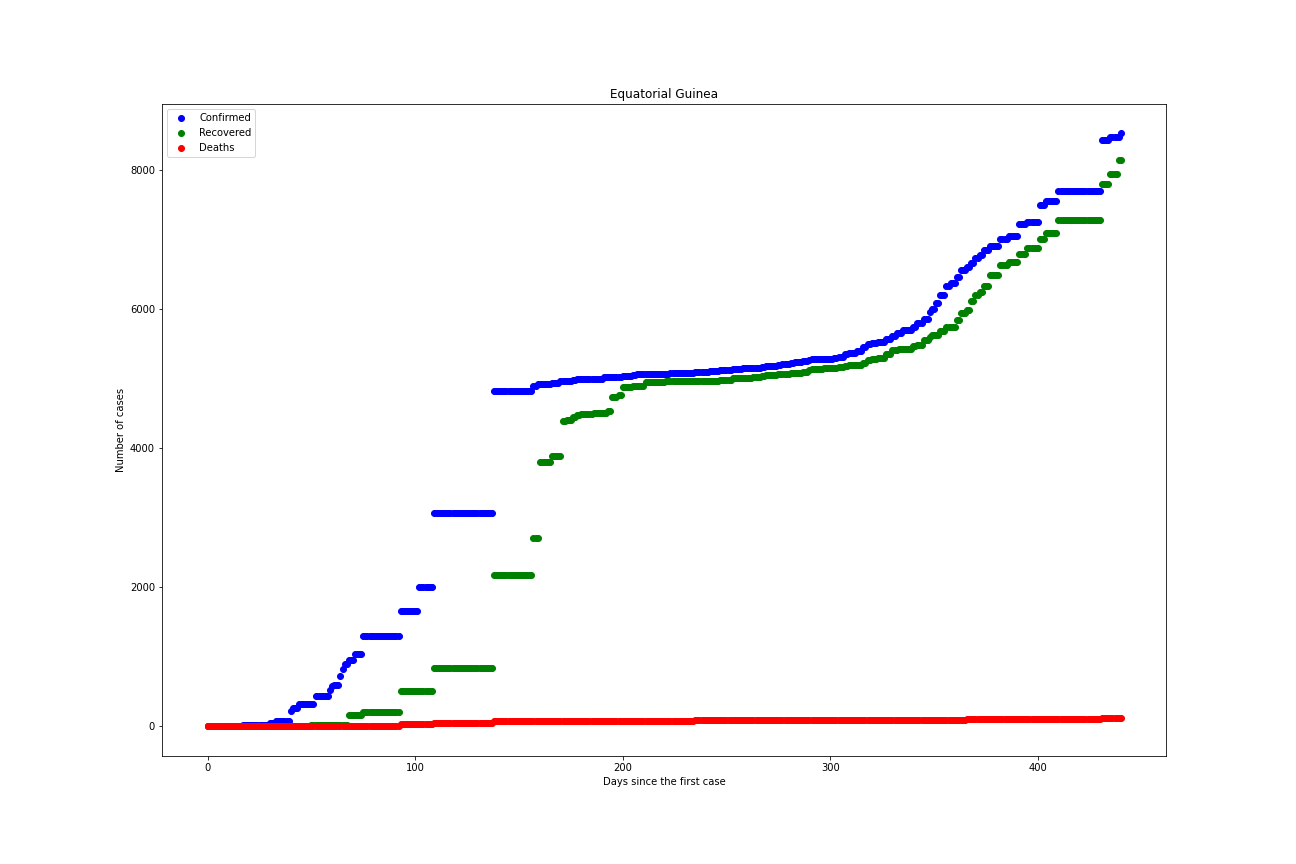 Equatorial Guinea
Confirmed
Recovered
Deaths
8000
6000
4000
2000
0
Number of cases
0 100 200 300 400
Days since the first case